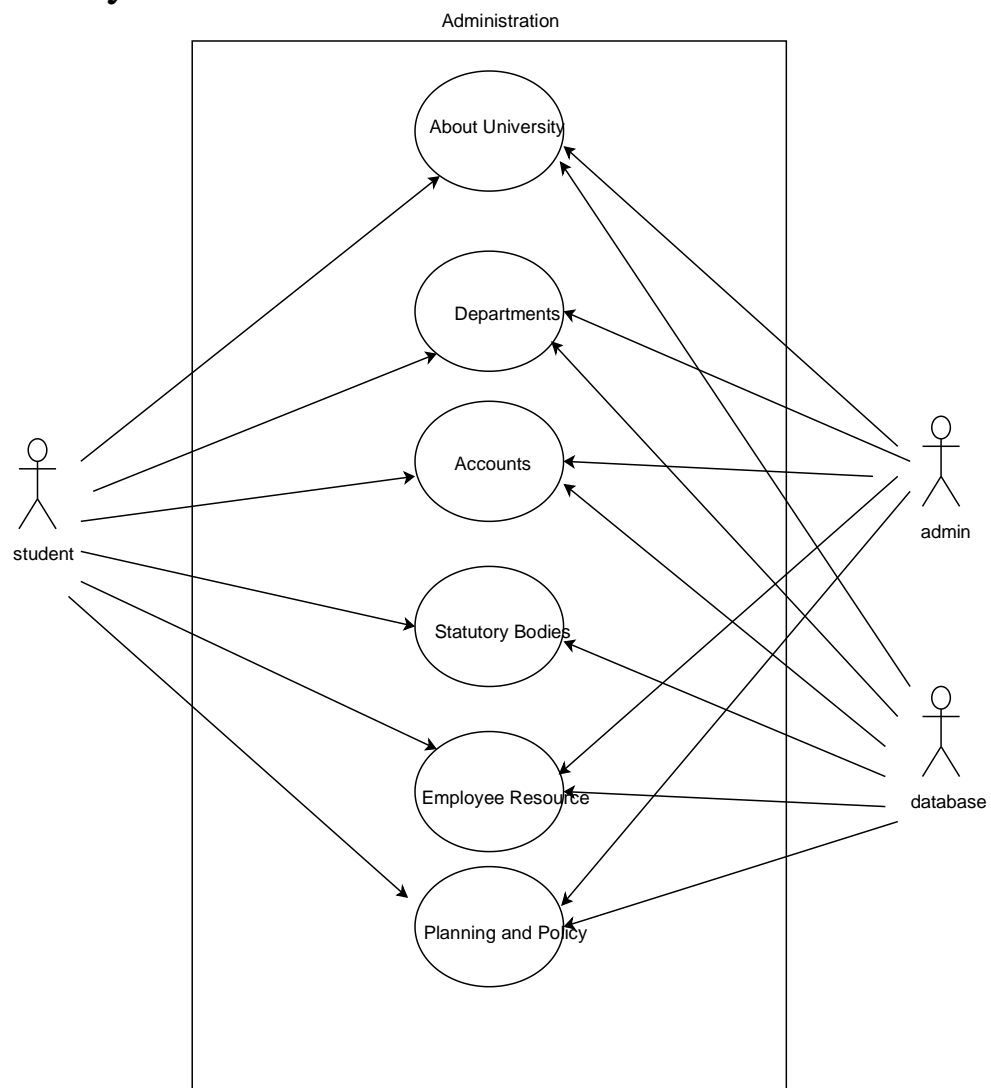 Administration
About University
Departments
Accounts
student
admin
Statutory Bodies
Employee Resource
database
Planning and Policy